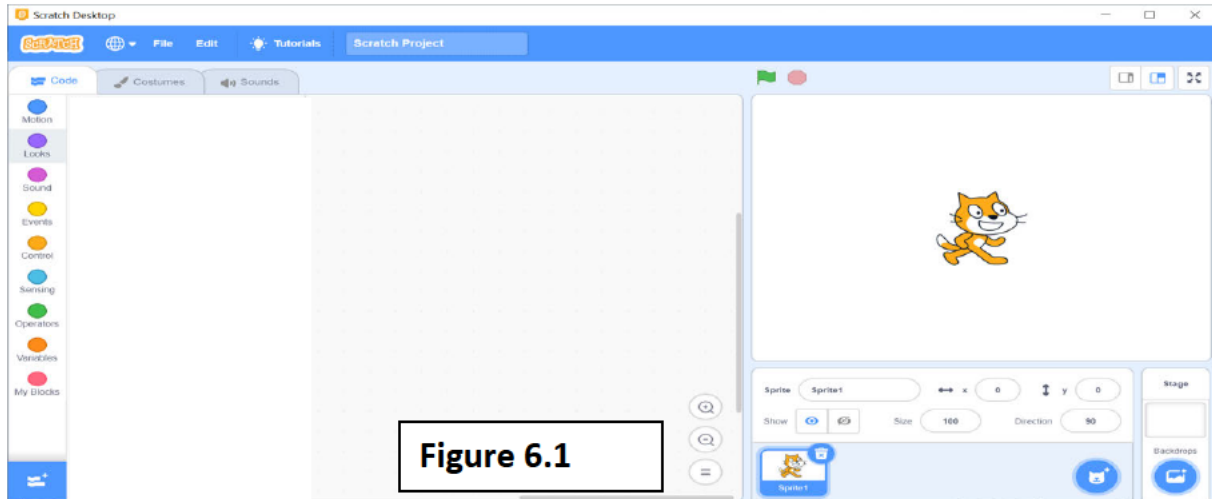 Scratch Desktop
SCRATCH File Edit Tutorials Scratch Project
Code Costumes Sounds
Motion
Looks
Sound
Events
Control
Sensing
Operators
Variables
My Blocks
Sprite Sprite1 x 0 y 0
Show Size 100 Direction 90
Sprite1
Stage
Backdrops
Figure 6.1